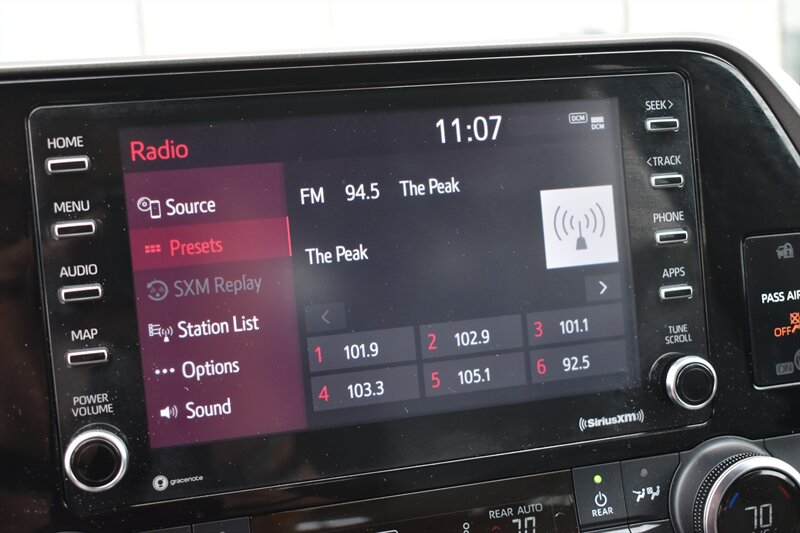 HOME
MENU
AUDIO
MAP
POWER
VOLUME
Radio
11:07
DCM
DCM
Source
Presets
SXM Replay
Station List
Options
Sound
FM 94.5 The Peak
The Peak
< >
1 101.9 2 102.9 3 101.1
4 103.3 5 105.1 6 92.5
gracenote
((SiriusXM))
SEEK >
< TRACK
PHONE
APPS
TUNE
SCROLL
PASS AIR
OFF
REAR AUTO
70
REAR
70